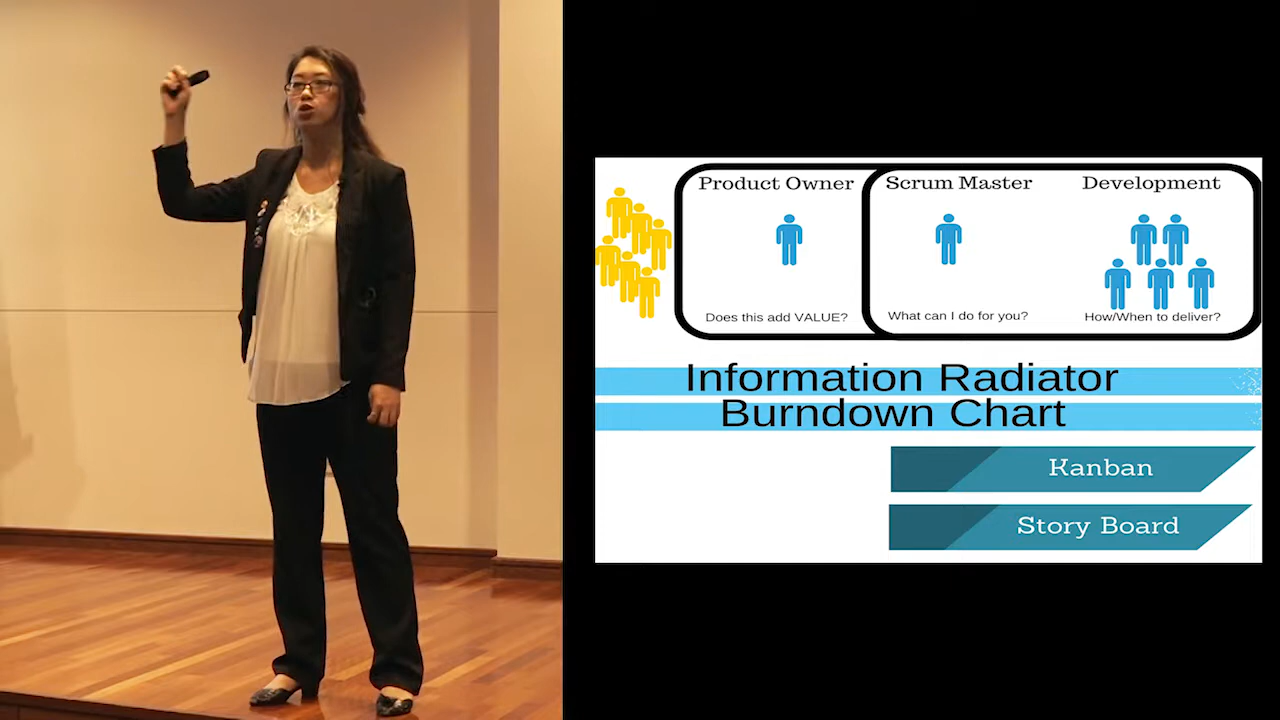 Product Owner
Scrum Master
Development
Does this add VALUE?
What can I do for you?
How/When to deliver?
Information Radiator
Burndown Chart
Kanban
Story Board